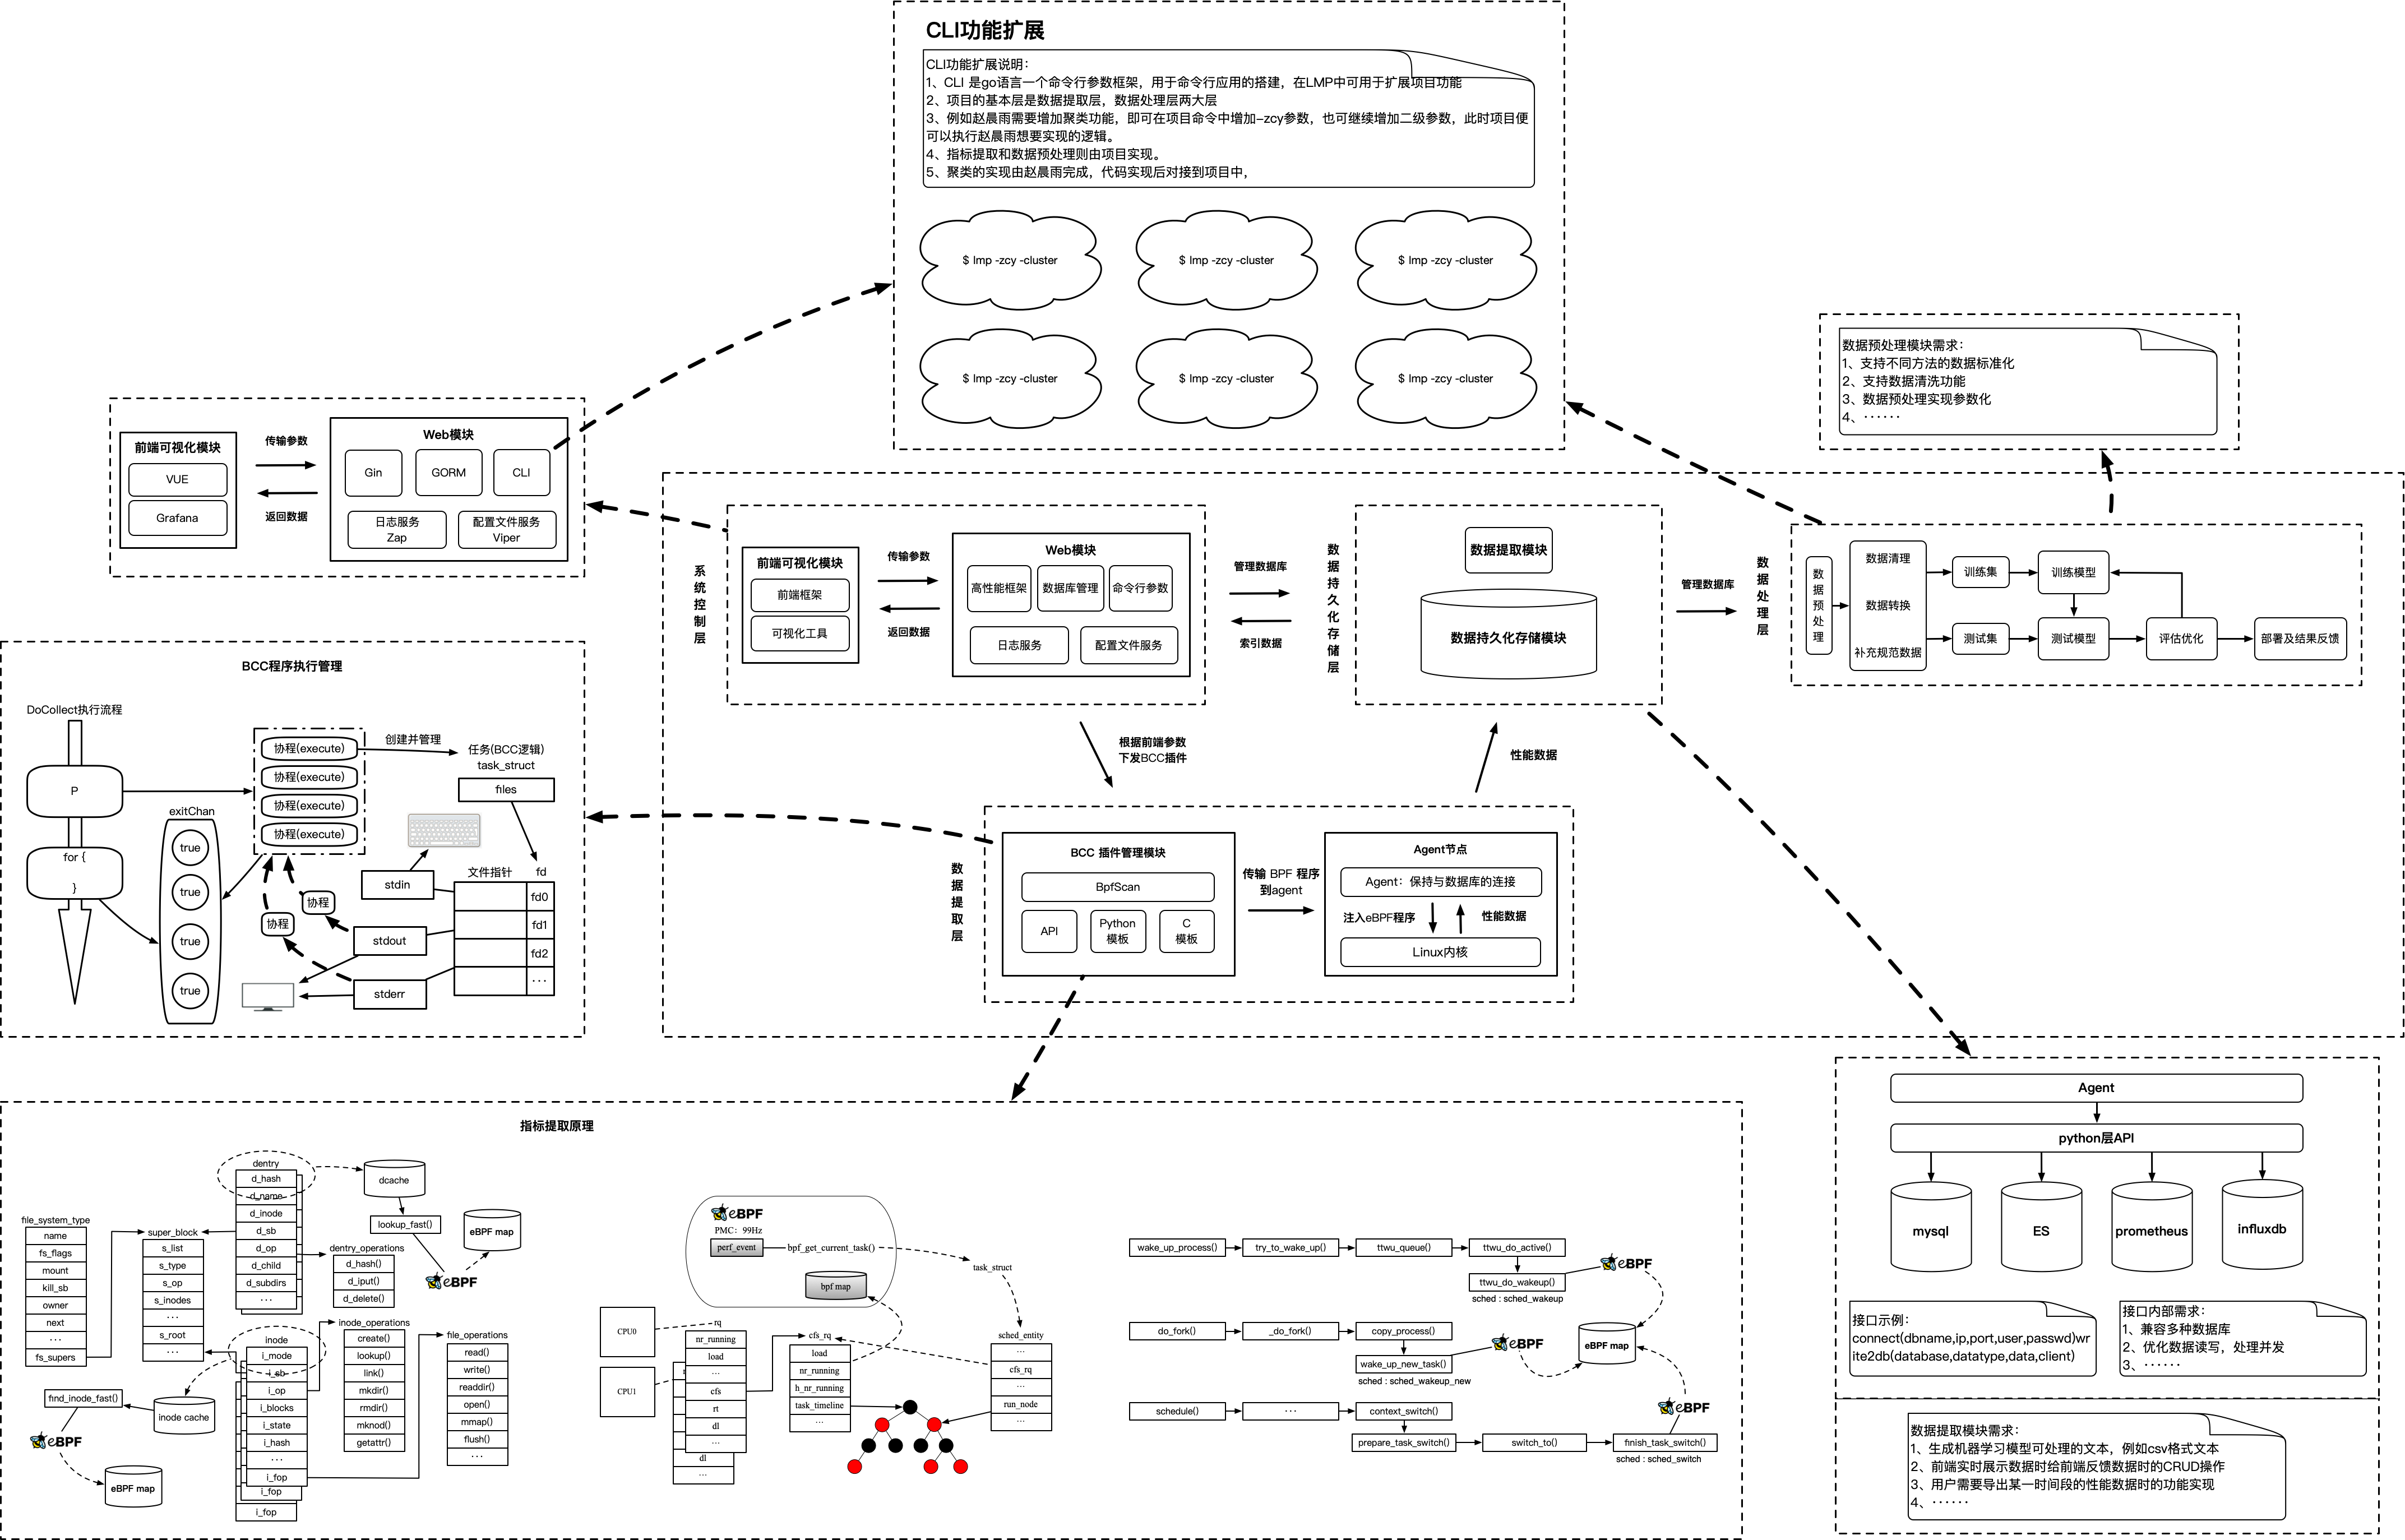 CLI功能扩展
CLI功能扩展说明：
1、CLI 是go语言一个命令行参数框架，用于命令行应用的搭建，在LMP中可用于扩展项目功能
2、项目的基本层是数据提取层，数据处理层两大层
3、例如赵晨雨需要增加聚类功能，即可在项目命令中增加-zcy参数，也可继续增加二级参数，此时项目便
可以执行赵晨雨想要实现的逻辑。
4、指标提取和数据预处理则由项目实现。
5、聚类的实现由赵晨雨完成，代码实现后对接到项目中，
$ lmp -zcy -cluster
$ lmp -zcy -cluster
$ lmp -zcy -cluster
$ lmp -zcy -cluster
$ lmp -zcy -cluster
$ lmp -zcy -cluster
数据预处理模块需求：
1、支持不同方法的数据标准化
2、支持数据清洗功能
3、数据预处理实现参数化
4、······
前端可视化模块
VUE
Grafana
传输参数
返回数据
Web模块
Gin
GORM
CLI
日志服务
Zap
配置文件服务
Viper
系统控制层
前端可视化模块
前端框架
可视化工具
传输参数
返回数据
Web模块
高性能框架
数据库管理
命令行参数
日志服务
配置文件服务
管理数据库
索引数据
数据持久化存储层
数据提取模块
数据持久化存储模块
管理数据库
数据处理层
数据预处理
数据清理
数据转换
补充规范数据
训练集
训练模型
测试集
测试模型
评估优化
部署及结果反馈
根据前端参数
下发BCC插件
性能数据
数据提取层
BCC 插件管理模块
BpfScan
API
Python
模板
C
模板
传输 BPF 程序
到agent
Agent节点
Agent：保持与数据库的连接
注入eBPF程序
性能数据
Linux内核
BCC程序执行管理
DoCollect执行流程
P
for {
}
exitChan
true
true
true
true
协程(execute)
协程(execute)
协程(execute)
协程(execute)
创建并管理
任务(BCC逻辑)
task_struct
files
fd
文件指针
fd0
fd1
fd2
···
stdin
stdout
stderr
协程
协程
指标提取原理
file_system_type
name
fs_flags
mount
kill_sb
owner
next
···
fs_supers
super_block
s_list
s_type
s_op
s_inodes
···
s_root
···
dentry
d_hash
d_name
d_inode
d_sb
d_op
d_child
d_subdirs
···
dcache
lookup_fast()
eBPF map
eBPF
dentry_operations
d_hash()
d_iput()
d_delete()
inode
i_mode
i_sb
i_op
i_blocks
i_state
i_hash
···
i_fop
i_fop
i_fop
inode_operations
create()
lookup()
link()
mkdir()
rmdir()
mknod()
getattr()
file_operations
read()
write()
readdir()
open()
mmap()
flush()
···
find_inode_fast()
inode cache
eBPF
eBPF map
eBPF
PMC：99Hz
perf_event
bpf_get_current_task()
bpf map
task_struct
CPU0
CPU1
rq
nr_running
load
···
cfs
rt
dl
···
dl
···
cfs_rq
load
nr_running
h_nr_running
task_timeline
···
sched_entity
···
cfs_rq
···
run_node
···
wake_up_process()
try_to_wake_up()
ttwu_queue()
ttwu_do_active()
ttwu_do_wakeup()
sched : sched_wakeup
eBPF
do_fork()
_do_fork()
copy_process()
wake_up_new_task()
sched : sched_wakeup_new
eBPF
eBPF map
schedule()
···
context_switch()
prepare_task_switch()
switch_to()
finish_task_switch()
sched : sched_switch
eBPF
Agent
python层API
mysql
ES
prometheus
influxdb
接口示例：
connect(dbname,ip,port,user,passwd)wr
ite2db(database,datatype,data,client)
接口内部需求：
1、兼容多种数据库
2、优化数据读写，处理并发
3、······
数据提取模块需求：
1、生成机器学习模型可处理的文本，例如csv格式文本
2、前端实时展示数据时给前端反馈数据时的CRUD操作
3、用户需要导出某一时间段的性能数据时的功能实现
4、······